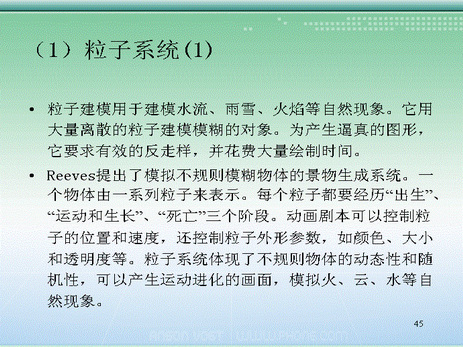 （1）粒子系统(1)
• 粒子建模用于建模水流、雨雪、火焰等自然现象。它用
大量离散的粒子建模模糊的对象。为产生逼真的图形，
它要求有效的反走样，并花费大量绘制时间。
• Reeves提出了模拟不规则模糊物体的景物生成系统。一
个物体由一系列粒子来表示。每个粒子都要经历“出生”、
“运动和生长”、“死亡”三个阶段。动画剧本可以控制粒
子的位置和速度，还控制粒子外形参数，如颜色、大小
和透明度等。粒子系统体现了不规则物体的动态性和随
机性，可以产生运动进化的画面，模拟火、云、水等自
然现象。
45